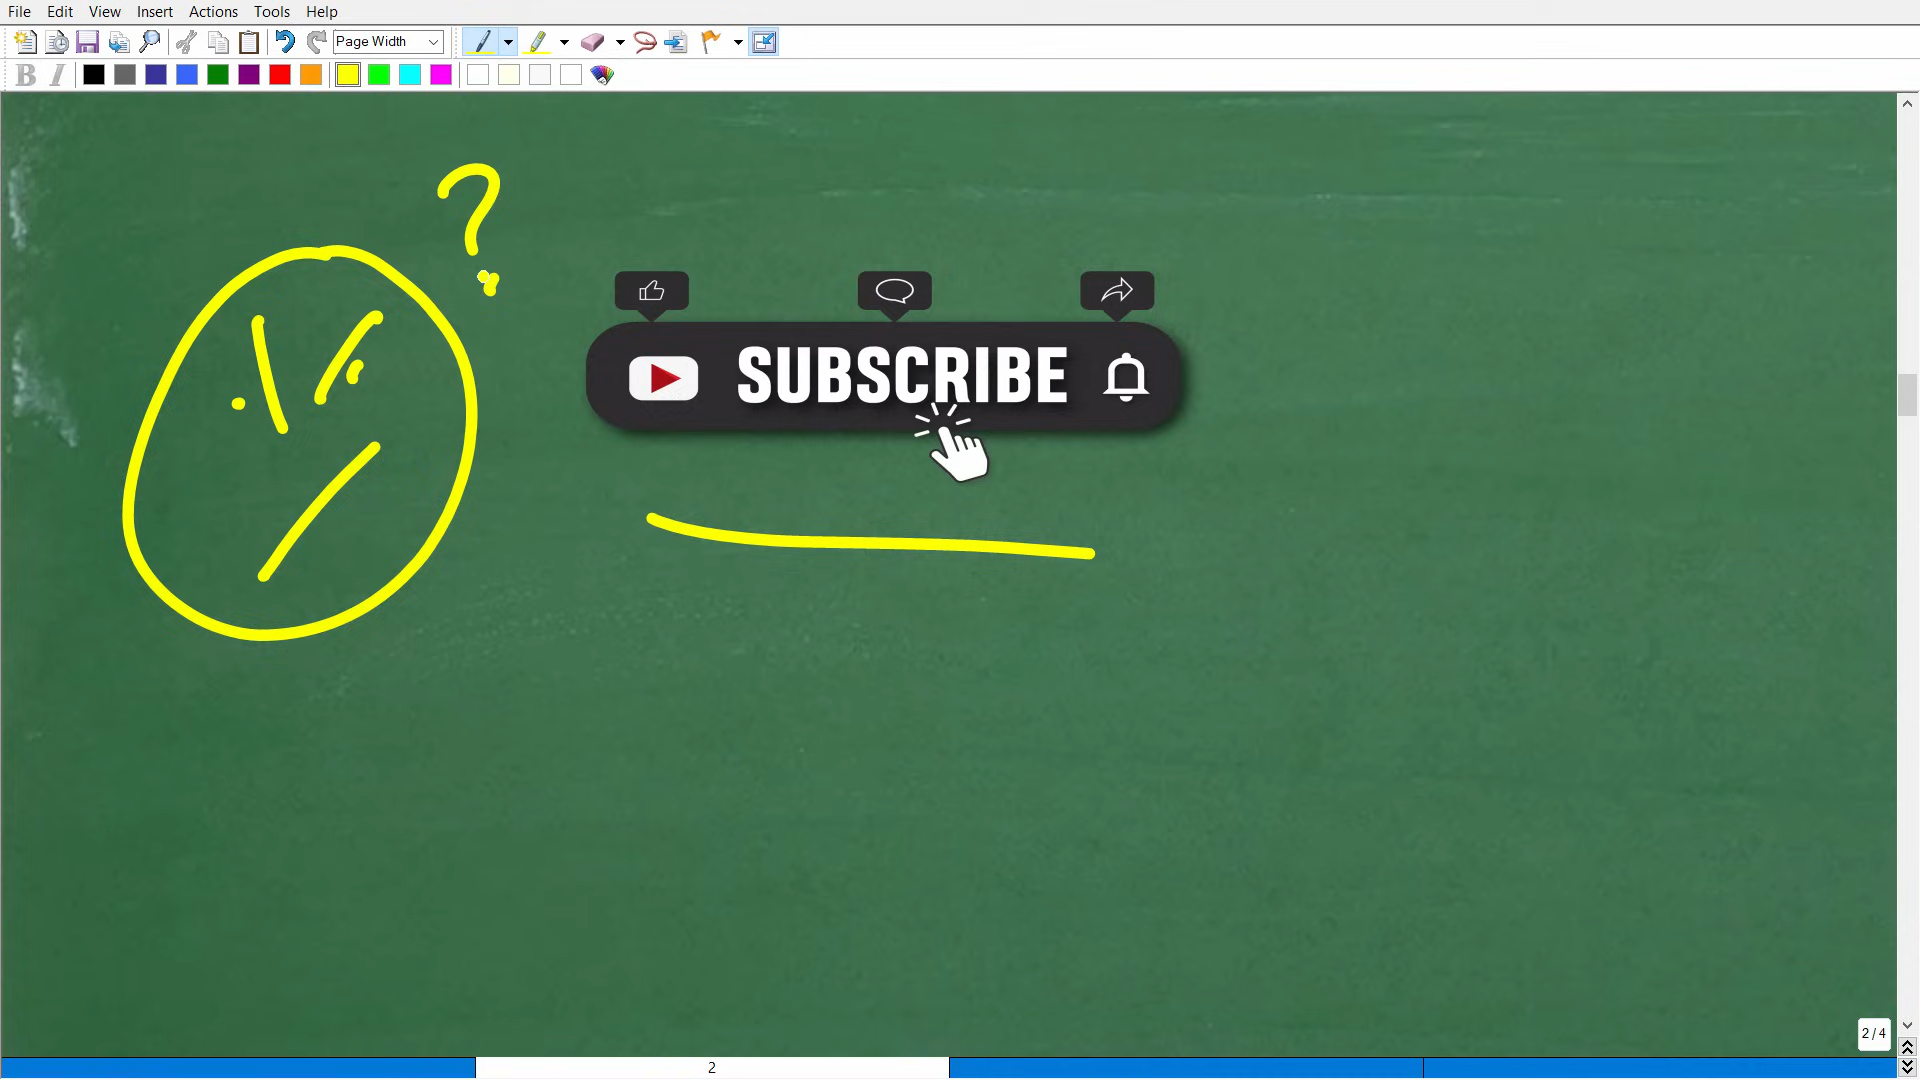 File Edit View Insert Actions Tools Help
Page Width
B I
?
SUBSCRIBE
2 / 4
2